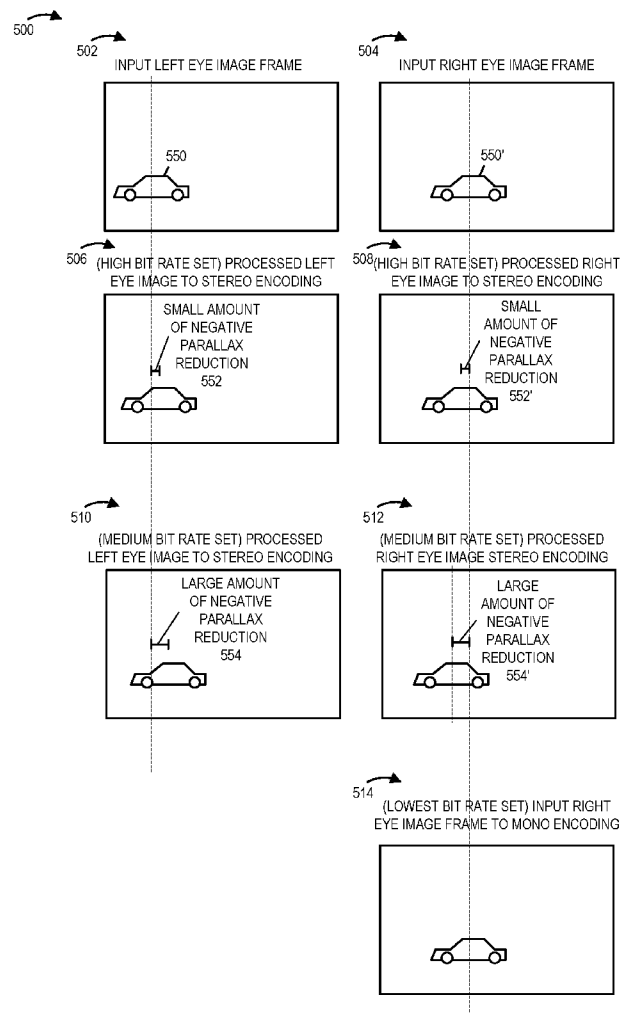 500
502
INPUT LEFT EYE IMAGE FRAME
504
INPUT RIGHT EYE IMAGE FRAME
550
550'
506
(HIGH BIT RATE SET) PROCESSED LEFT
EYE IMAGE TO STEREO ENCODING
508
(HIGH BIT RATE SET) PROCESSED RIGHT
EYE IMAGE TO STEREO ENCODING
SMALL AMOUNT
OF NEGATIVE
PARALLAX
REDUCTION
552
SMALL
AMOUNT OF
NEGATIVE
PARALLAX
REDUCTION
552'
510
(MEDIUM BIT RATE SET) PROCESSED
LEFT EYE IMAGE TO STEREO ENCODING
512
(MEDIUM BIT RATE SET) PROCESSED
RIGHT EYE IMAGE STEREO ENCODING
LARGE AMOUNT
OF NEGATIVE
PARALLAX
REDUCTION
554
LARGE
AMOUNT OF
NEGATIVE
PARALLAX
REDUCTION
554'
514
(LOWEST BIT RATE SET) INPUT RIGHT
EYE IMAGE FRAME TO MONO ENCODING